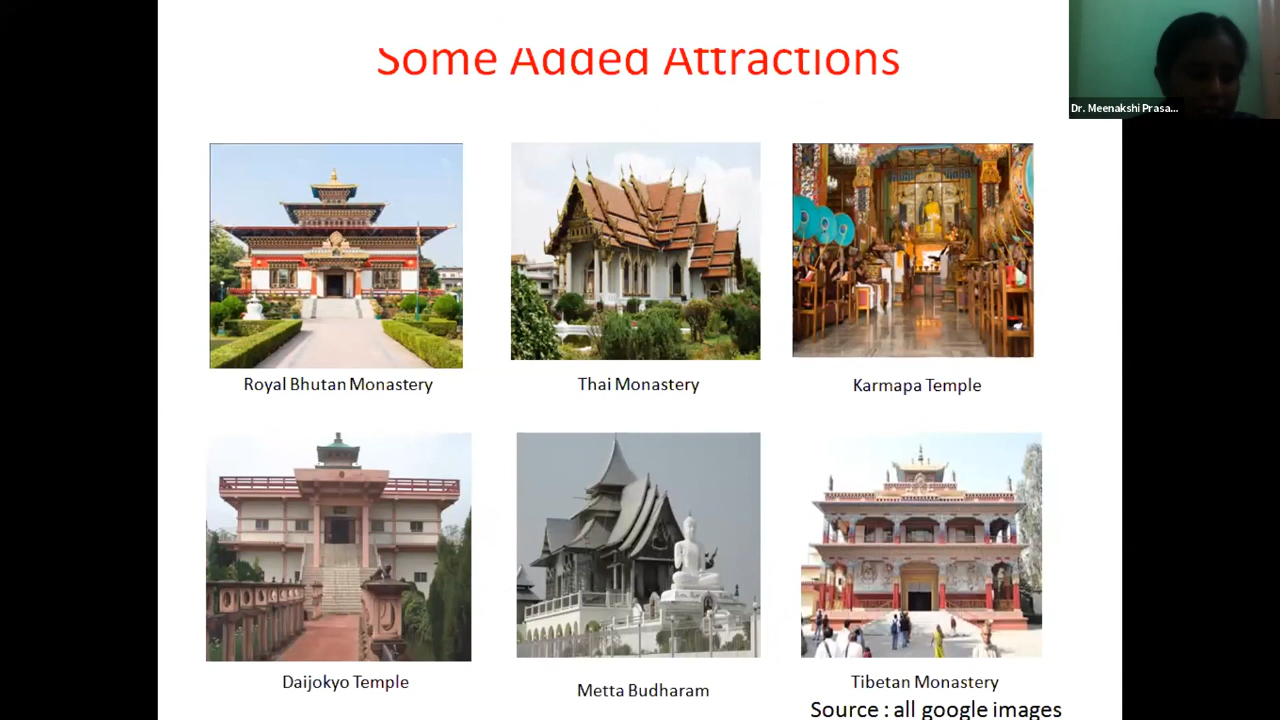 Some Added Attractions
Dr. Meenakshi Prasa...
Royal Bhutan Monastery
Thai Monastery
Karmapa Temple
Daijokyo Temple
Metta Budharam
Tibetan Monastery
Source : all google images